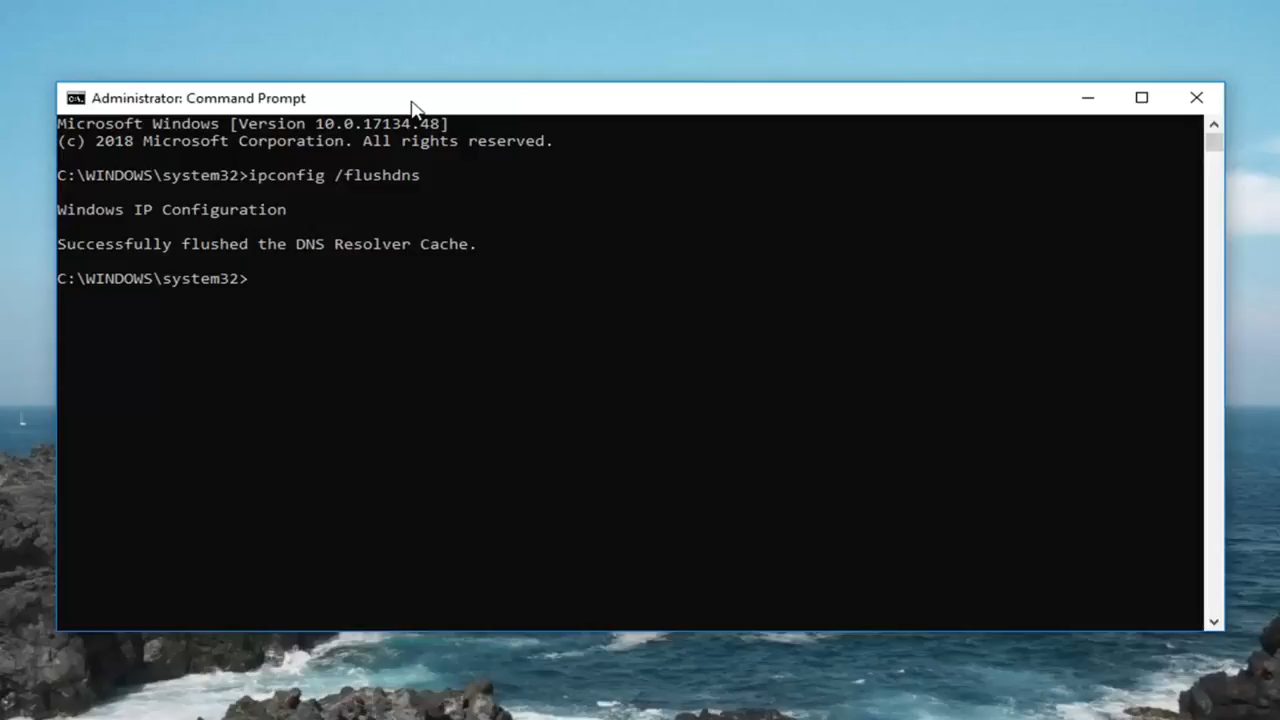 Administrator: Command Prompt
Microsoft Windows [Version 10.0.17134.48]
(c) 2018 Microsoft Corporation. All rights reserved.
C:\WINDOWS\system32>ipconfig /flushdns
Windows IP Configuration
Successfully flushed the DNS Resolver Cache.
C:\WINDOWS\system32>